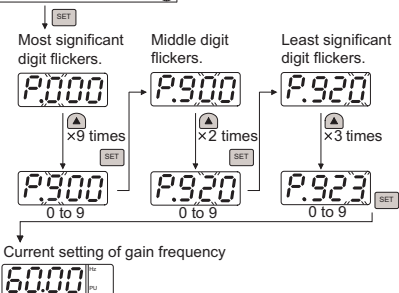 SET
Most significant digit flickers.
Middle digit flickers.
Least significant digit flickers.
P.000
P.900
P.920
×9 times
×2 times
×3 times
SET
SET
P.900
P.920
P.923
SET
0 to 9
0 to 9
0 to 9
Current setting of gain frequency
60.00
Hz
PU